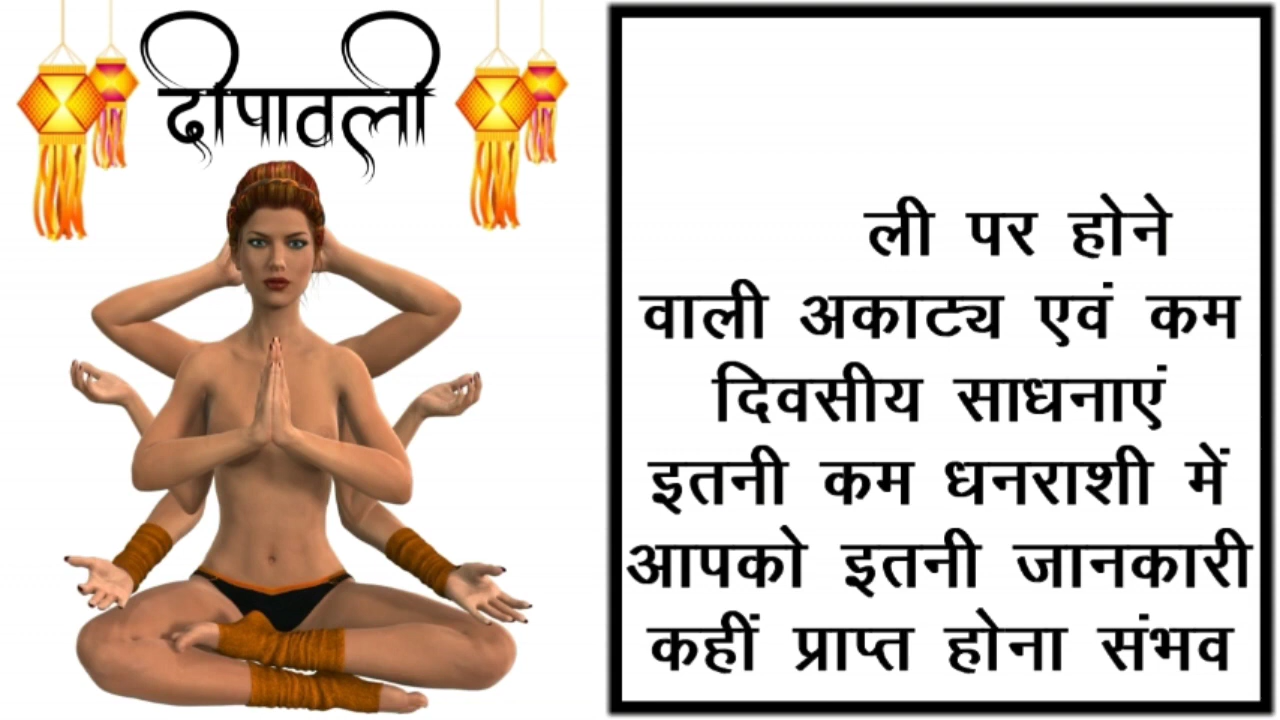 दीपावली
ली पर होने
वाली अकाट्य एवं कम
दिवसीय साधनाएं
इतनी कम धनराशी में
आपको इतनी जानकारी
कहीं प्राप्त होना संभव